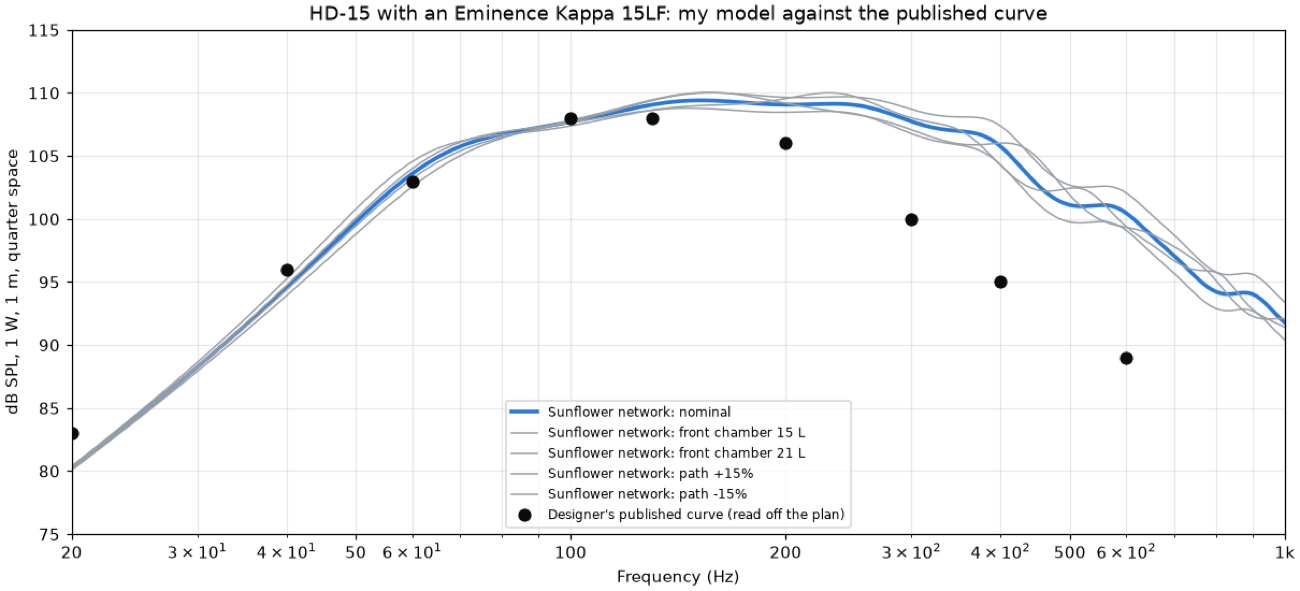 HD-15 with an Eminence Kappa 15LF: my model against the published curve
115
110
105
100
95
90
85
80
75
dB SPL, 1 W, 1 m, quarter space
Sunflower network: nominal
Sunflower network: front chamber 15 L
Sunflower network: front chamber 21 L
Sunflower network: path +15%
Sunflower network: path -15%
Designer's published curve (read off the plan)
20 3 × 10¹ 4 × 10¹ 50 6 × 10¹ 100 200 3 × 10² 4 × 10² 500 6 × 10² 1k
Frequency (Hz)